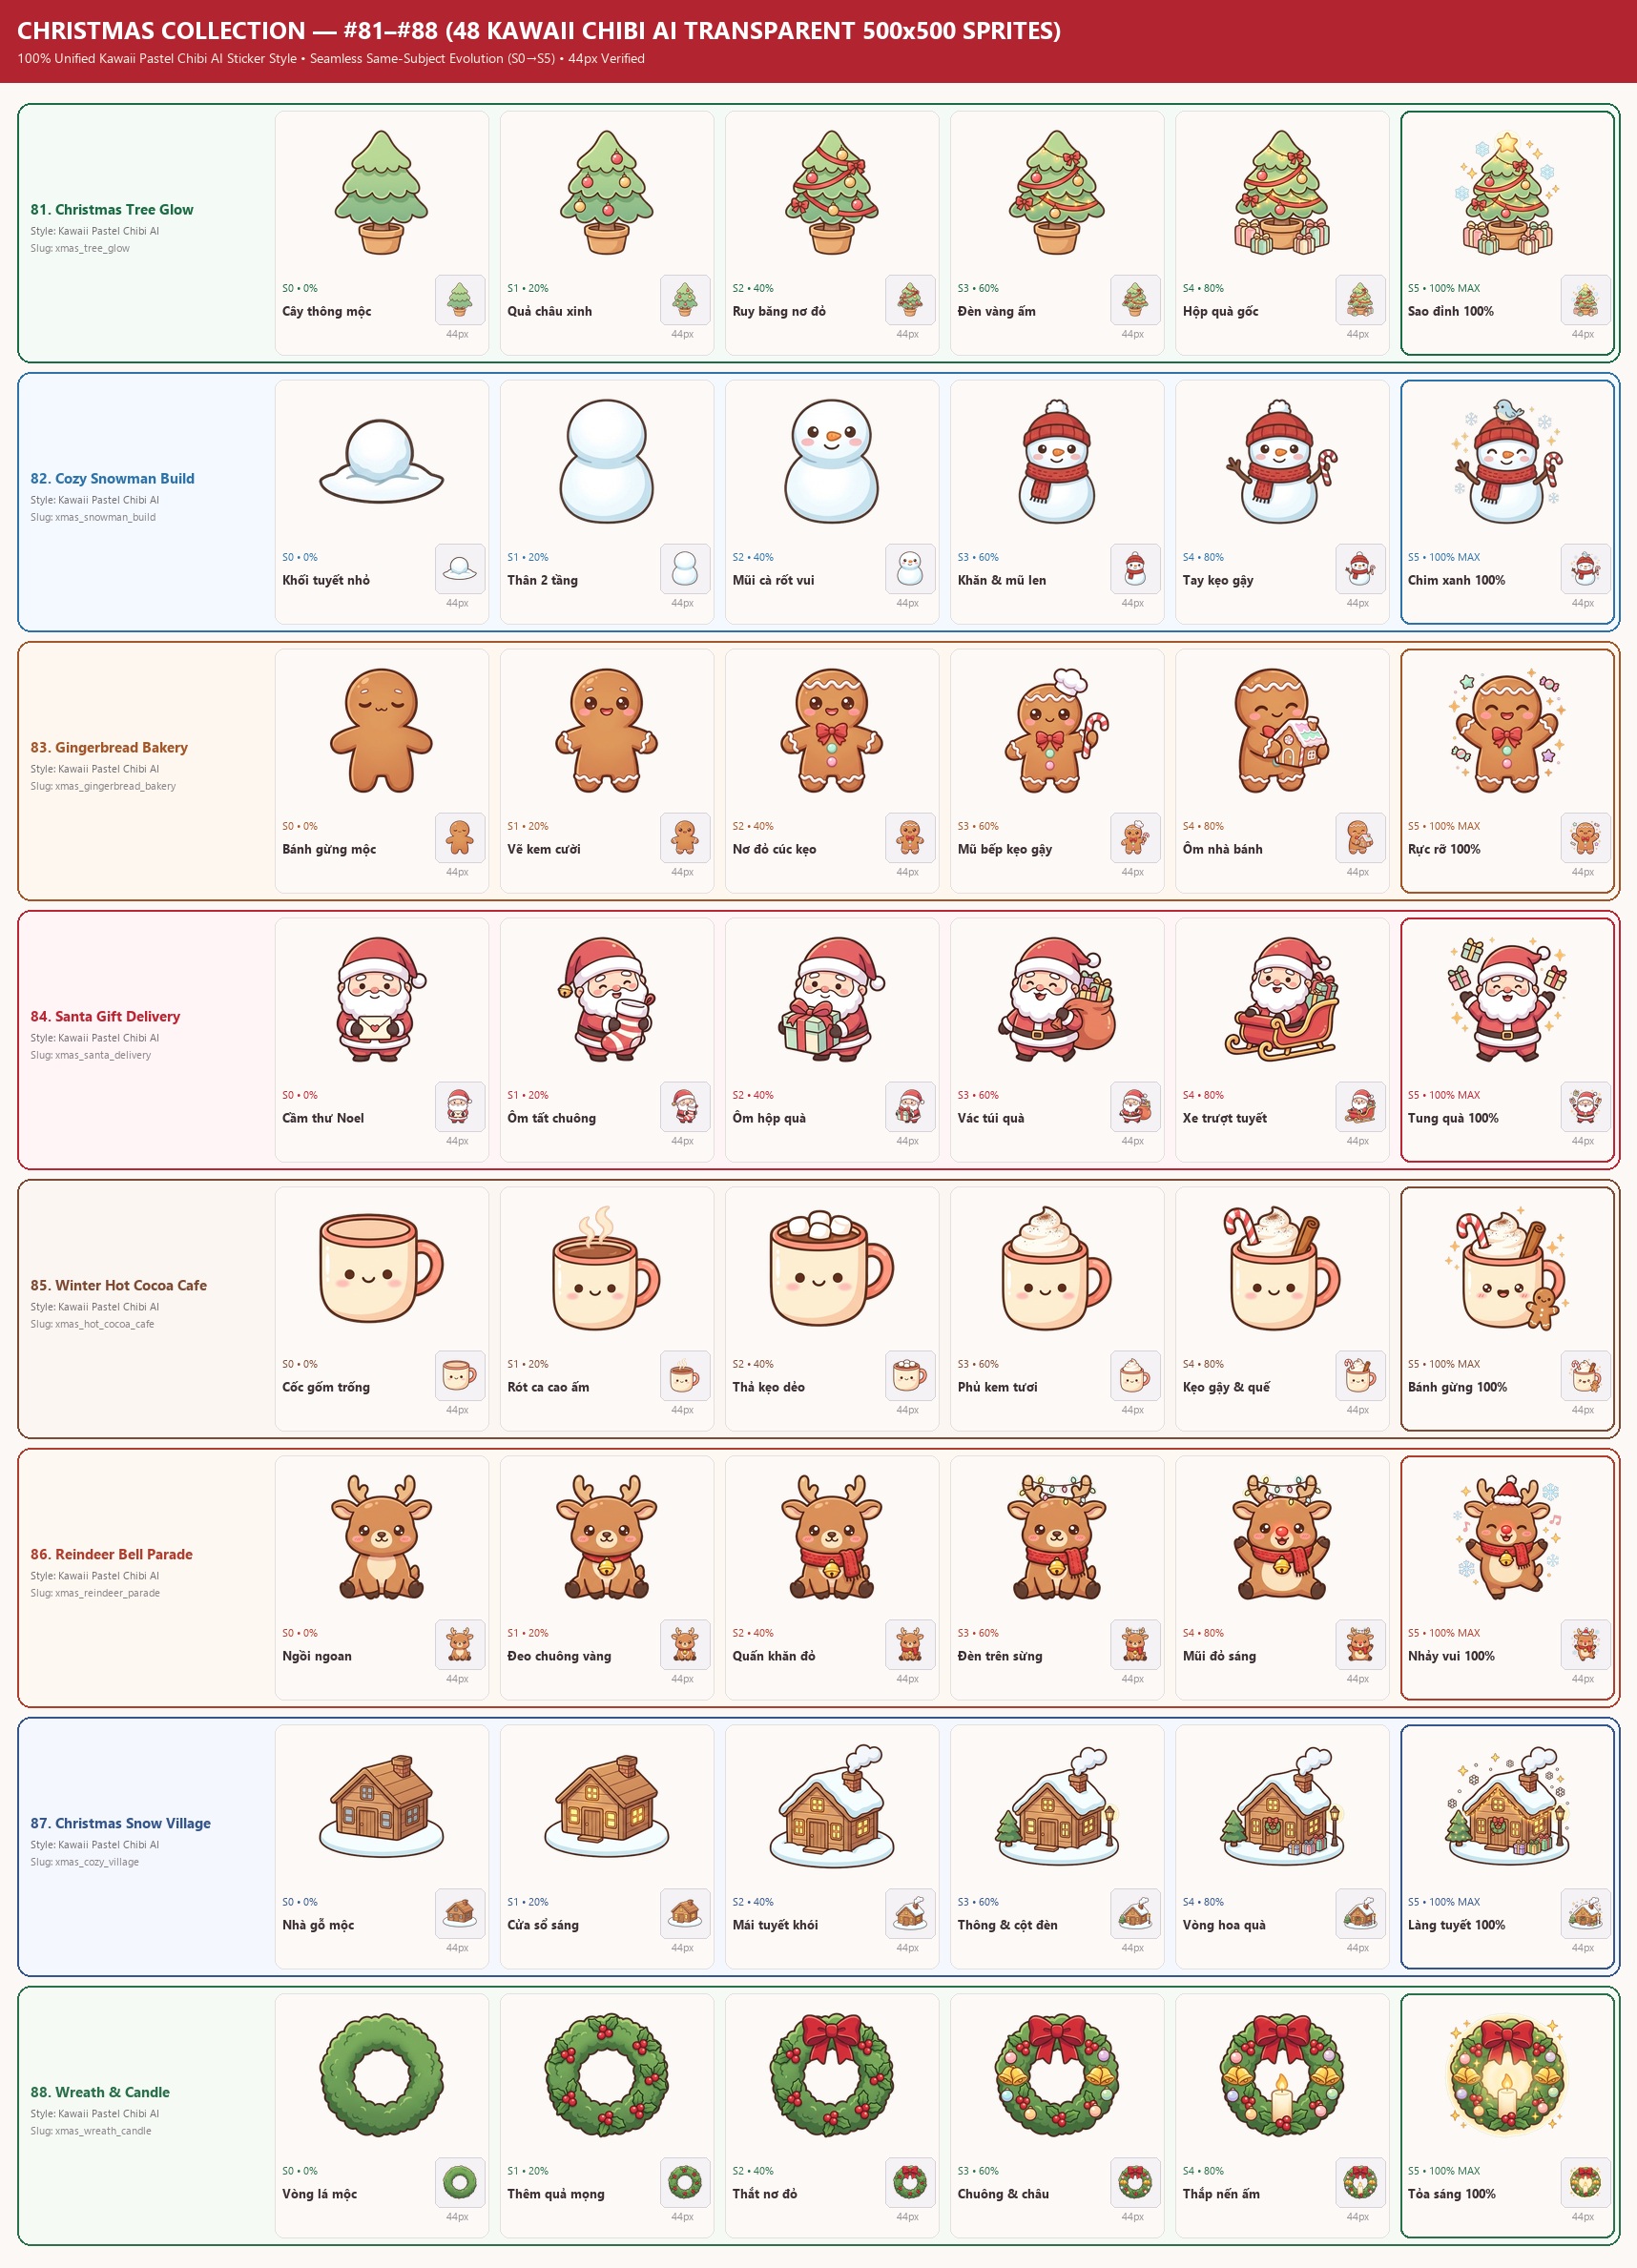 CHRISTMAS COLLECTION — #81–#88 (48 KAWAII CHIBI AI TRANSPARENT 500x500 SPRITES)
100% Unified Kawaii Pastel Chibi AI Sticker Style • Seamless Same-Subject Evolution (S0→S5) • 44px Verified
81. Christmas Tree Glow
Style: Kawaii Pastel Chibi AI
Slug: xmas_tree_glow
S0 • 0%
Cây thông mộc
44px
S1 • 20%
Quả châu xinh
44px
S2 • 40%
Ruy băng nơ đỏ
44px
S3 • 60%
Đèn vàng ấm
44px
S4 • 80%
Hộp quà gốc
44px
S5 • 100% MAX
Sao đỉnh 100%
44px
82. Cozy Snowman Build
Style: Kawaii Pastel Chibi AI
Slug: xmas_snowman_build
S0 • 0%
Khối tuyết nhỏ
44px
S1 • 20%
Thân 2 tầng
44px
S2 • 40%
Mũi cà rốt vui
44px
S3 • 60%
Khăn & mũ len
44px
S4 • 80%
Tay kẹo gậy
44px
S5 • 100% MAX
Chim xanh 100%
44px
83. Gingerbread Bakery
Style: Kawaii Pastel Chibi AI
Slug: xmas_gingerbread_bakery
S0 • 0%
Bánh gừng mộc
44px
S1 • 20%
Vẽ kem cười
44px
S2 • 40%
Nơ đỏ cúc kẹo
44px
S3 • 60%
Mũ bếp kẹo gậy
44px
S4 • 80%
Ôm nhà bánh
44px
S5 • 100% MAX
Rực rỡ 100%
44px
84. Santa Gift Delivery
Style: Kawaii Pastel Chibi AI
Slug: xmas_santa_delivery
S0 • 0%
Cầm thư Noel
44px
S1 • 20%
Ôm tất chuông
44px
S2 • 40%
Ôm hộp quà
44px
S3 • 60%
Vác túi quà
44px
S4 • 80%
Xe trượt tuyết
44px
S5 • 100% MAX
Tung quà 100%
44px
85. Winter Hot Cocoa Cafe
Style: Kawaii Pastel Chibi AI
Slug: xmas_hot_cocoa_cafe
S0 • 0%
Cốc gốm trống
44px
S1 • 20%
Rót ca cao ấm
44px
S2 • 40%
Thả kẹo dẻo
44px
S3 • 60%
Phủ kem tươi
44px
S4 • 80%
Kẹo gậy & quế
44px
S5 • 100% MAX
Bánh gừng 100%
44px
86. Reindeer Bell Parade
Style: Kawaii Pastel Chibi AI
Slug: xmas_reindeer_parade
S0 • 0%
Ngồi ngoan
44px
S1 • 20%
Đeo chuông vàng
44px
S2 • 40%
Quấn khăn đỏ
44px
S3 • 60%
Đèn trên sừng
44px
S4 • 80%
Mũi đỏ sáng
44px
S5 • 100% MAX
Nhảy vui 100%
44px
87. Christmas Snow Village
Style: Kawaii Pastel Chibi AI
Slug: xmas_cozy_village
S0 • 0%
Nhà gỗ mộc
44px
S1 • 20%
Cửa sổ sáng
44px
S2 • 40%
Mái tuyết khói
44px
S3 • 60%
Thông & cột đèn
44px
S4 • 80%
Vòng hoa quà
44px
S5 • 100% MAX
Làng tuyết 100%
44px
88. Wreath & Candle
Style: Kawaii Pastel Chibi AI
Slug: xmas_wreath_candle
S0 • 0%
Vòng lá mộc
44px
S1 • 20%
Thêm quả mọng
44px
S2 • 40%
Thắt nơ đỏ
44px
S3 • 60%
Chuông & châu
44px
S4 • 80%
Thắp nến ấm
44px
S5 • 100% MAX
Tỏa sáng 100%
44px